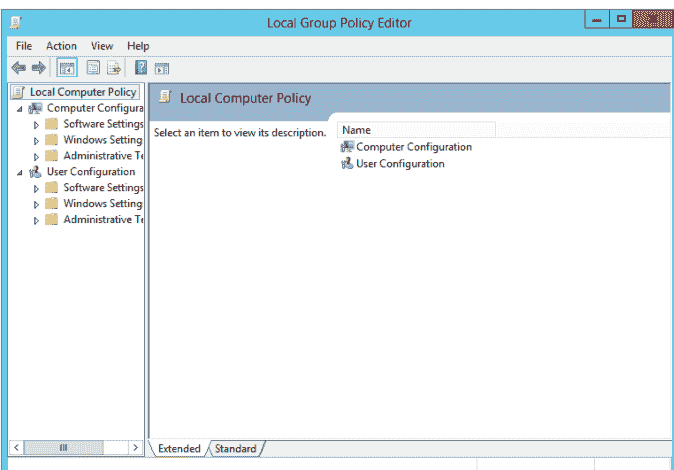 Local Group Policy Editor
File Action View Help
Local Computer Policy
Computer Configura
Software Settings
Windows Setting
Administrative Te
User Configuration
Software Settings
Windows Setting
Administrative Te
Local Computer Policy
Select an item to view its description.
Name
Computer Configuration
User Configuration
Extended Standard